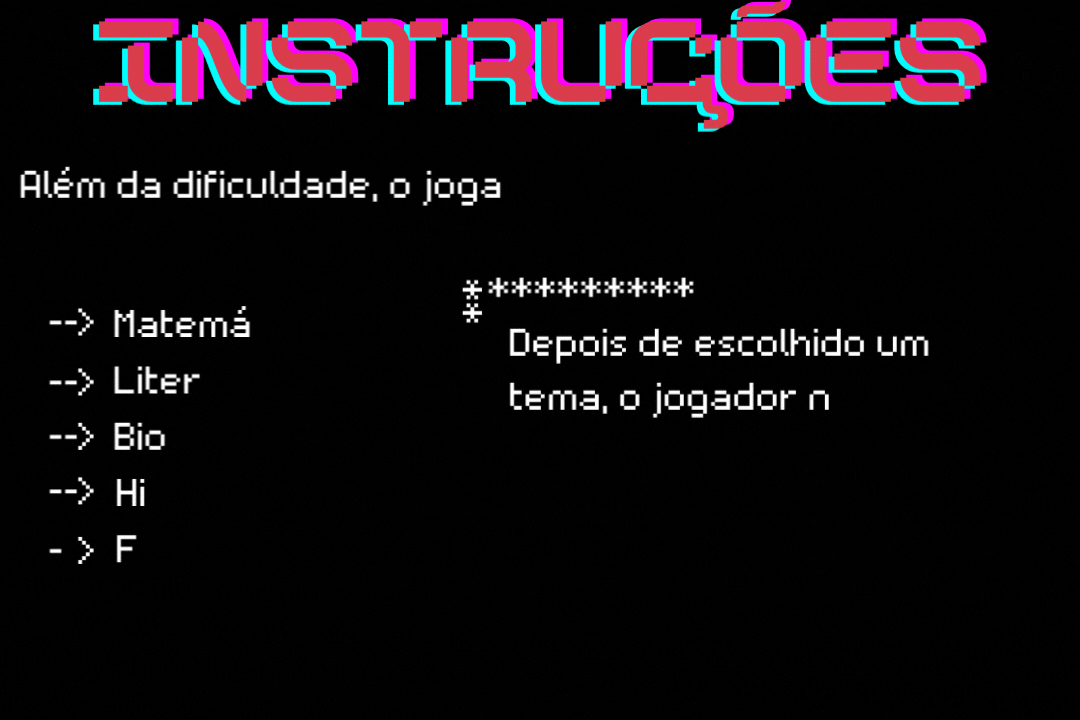 INSTRUÇÕES
Além da dificuldade, o joga
--> Matemá
--> Liter
--> Bio
--> Hi
- > F
**********
*
Depois de escolhido um
tema, o jogador n